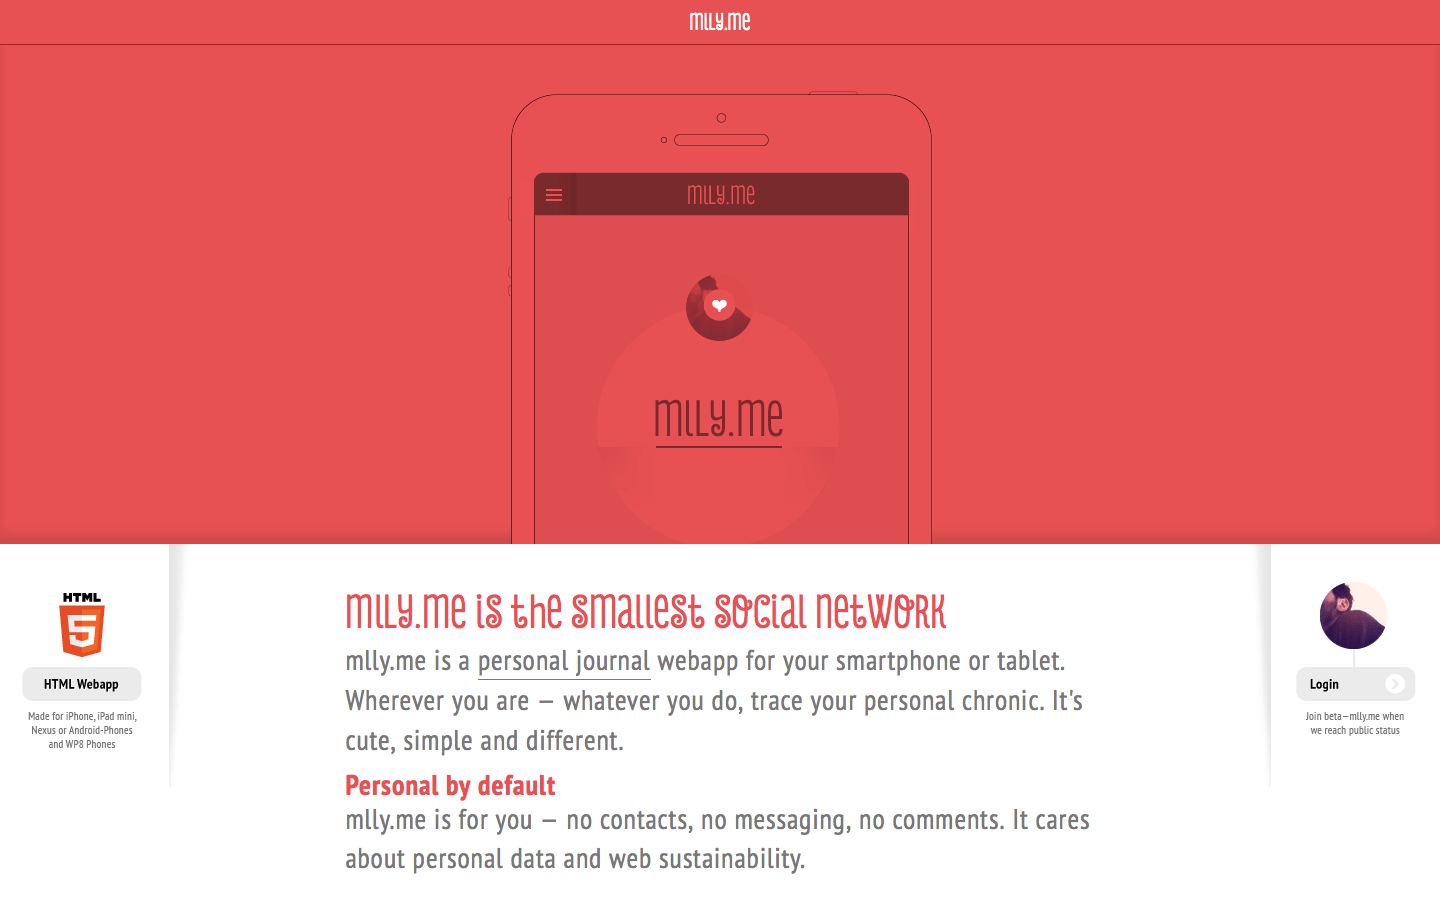 mlly.me
mlly.me
mlly.me
HTML
5
HTML Webapp
Made for iPhone, iPad mini,
Nexus or Android-Phones
and WP8 Phones
mlly.me is the smallest social network
mlly.me is a personal journal webapp for your smartphone or tablet.
Wherever you are – whatever you do, trace your personal chronic. It's
cute, simple and different.
Personal by default
mlly.me is for you – no contacts, no messaging, no comments. It cares
about personal data and web sustainability.
Login
Join beta–mlly.me when
we reach public status